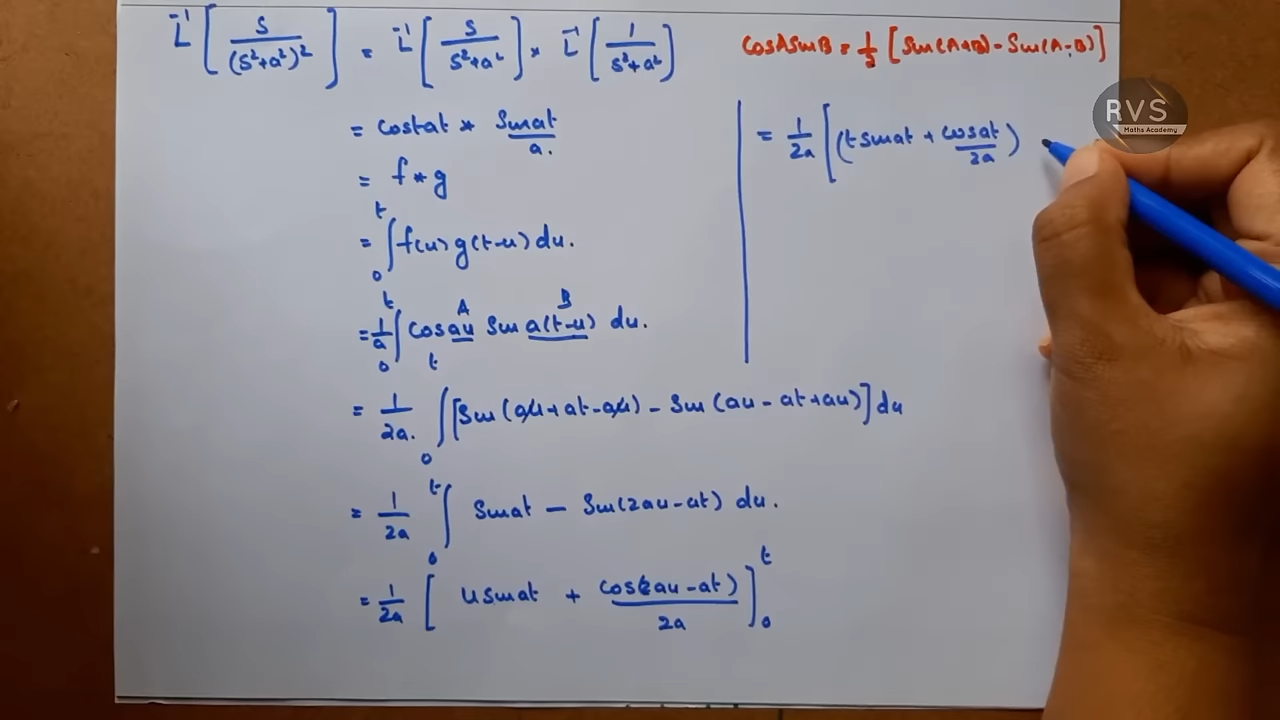 L⁻¹[s/(s²+a²)²] = L⁻¹[s/(s²+a²)] * L⁻¹[1/(s²+a²)]
= cosat * sinat/a.
= f * g
= ∫₀ᵗ f(u) g(t-u) du.
= 1/a ∫₀ᵗ cos au sin a(t-u) du.
A B
= 1/2a. ∫₀ᵗ [sin (au+at-au) - sin (au - at + au)] du
= 1/2a ∫₀ᵗ sinat - sin(2au-at) du.
= 1/2a [u sinat + cos(2au-at)/2a]₀ᵗ
cosAsinB = 1/2 [sin(A+B) - sin(A-B)]
RVS
Maths Academy
= 1/2a [(t sinat + cosat/2a)